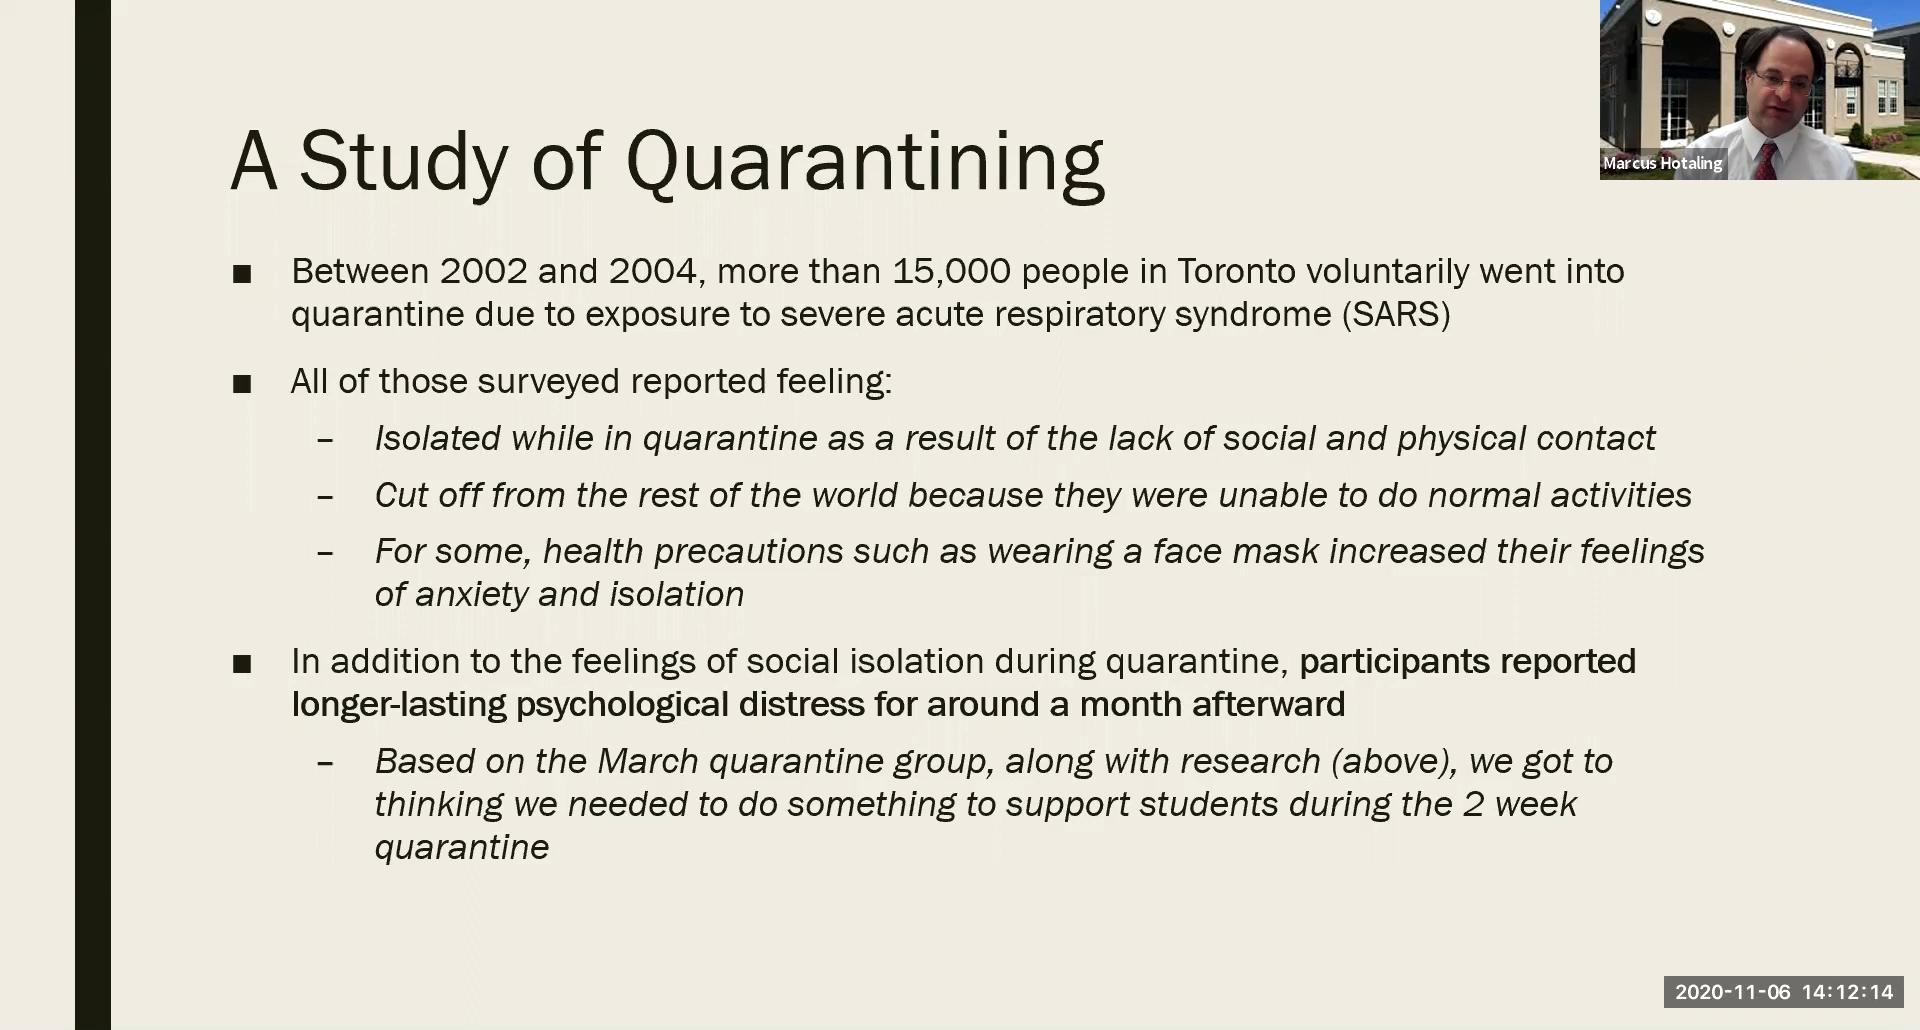 A Study of Quarantining
■ Between 2002 and 2004, more than 15,000 people in Toronto voluntarily went into
quarantine due to exposure to severe acute respiratory syndrome (SARS)
■ All of those surveyed reported feeling:
– Isolated while in quarantine as a result of the lack of social and physical contact
– Cut off from the rest of the world because they were unable to do normal activities
– For some, health precautions such as wearing a face mask increased their feelings
of anxiety and isolation
■ In addition to the feelings of social isolation during quarantine, participants reported
longer-lasting psychological distress for around a month afterward
– Based on the March quarantine group, along with research (above), we got to
thinking we needed to do something to support students during the 2 week
quarantine
Marcus Hotaling
2020-11-06 14:12:14